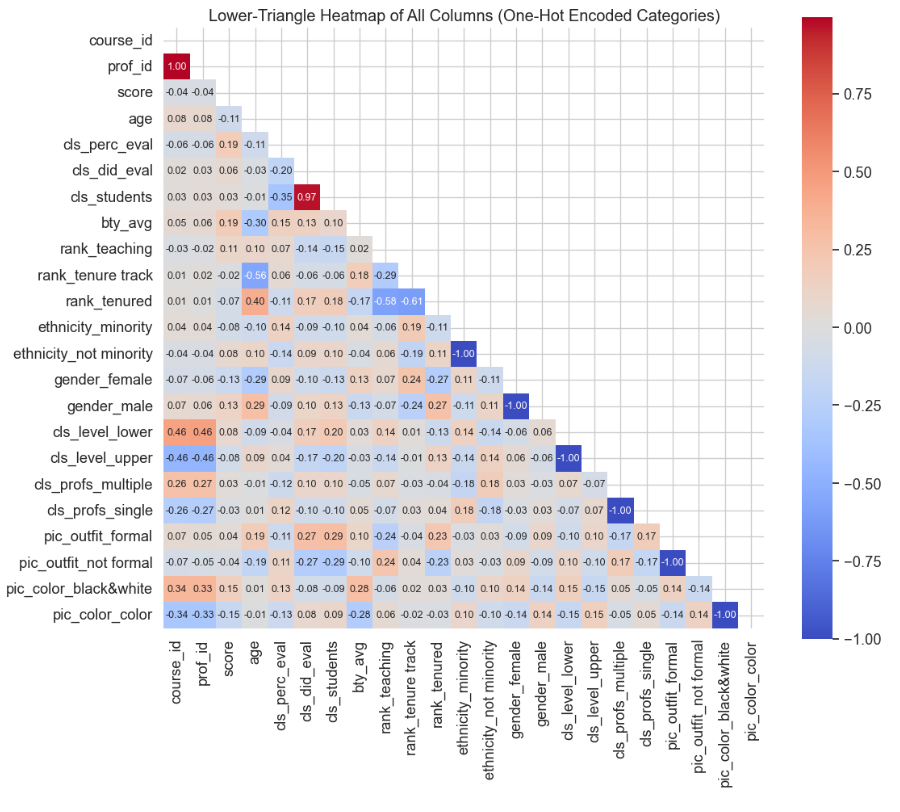 Lower-Triangle Heatmap of All Columns (One-Hot Encoded Categories)
course_id
prof_id 1.00
score -0.04 -0.04
age 0.08 0.08 -0.11
cls_perc_eval -0.06 -0.06 0.19 -0.11
cls_did_eval 0.02 0.03 0.06 -0.03 -0.20
cls_students 0.03 0.03 0.03 -0.01 -0.35 0.97
bty_avg 0.05 0.06 0.19 -0.30 0.15 0.13 0.10
rank_teaching -0.03 -0.02 0.11 0.10 0.07 -0.14 -0.15 0.02
rank_tenure track 0.01 0.02 -0.02 -0.56 0.06 -0.06 -0.06 0.18 -0.29
rank_tenured 0.01 0.01 -0.07 0.40 -0.11 0.17 0.18 -0.17 -0.58 -0.61
ethnicity_minority 0.04 0.04 -0.08 -0.10 0.14 -0.09 -0.10 0.04 -0.06 0.19 -0.11
ethnicity_not minority -0.04 -0.04 0.08 0.10 -0.14 0.09 0.10 -0.04 0.06 -0.19 0.11 -1.00
gender_female -0.07 -0.06 -0.13 -0.29 0.09 -0.10 -0.13 0.13 0.07 0.24 -0.27 0.11 -0.11
gender_male 0.07 0.06 0.13 0.29 -0.09 0.10 0.13 -0.13 -0.07 -0.24 0.27 -0.11 0.11 -1.00
cls_level_lower 0.46 0.46 0.08 -0.09 -0.04 0.17 0.20 0.03 0.14 0.01 -0.13 0.14 -0.14 -0.06 0.06
cls_level_upper -0.46 -0.46 -0.08 0.09 0.04 -0.17 -0.20 -0.03 -0.14 -0.01 0.13 -0.14 0.14 0.06 -0.06 -1.00
cls_profs_multiple 0.26 0.27 0.03 -0.01 -0.12 0.10 0.10 -0.05 0.07 -0.03 -0.04 -0.18 0.18 0.03 -0.03 0.07 -0.07
cls_profs_single -0.26 -0.27 -0.03 0.01 0.12 -0.10 -0.10 0.05 -0.07 0.03 0.04 0.18 -0.18 -0.03 0.03 -0.07 0.07 -1.00
pic_outfit_formal 0.07 0.05 0.04 0.19 -0.11 0.27 0.29 0.10 -0.24 -0.04 0.23 -0.03 0.03 -0.09 0.09 -0.10 0.10 -0.17 0.17
pic_outfit_not formal -0.07 -0.05 -0.04 -0.19 0.11 -0.27 -0.29 -0.10 0.24 0.04 -0.23 0.03 -0.03 0.09 -0.09 0.10 -0.10 0.17 -0.17 -1.00
pic_color_black&white 0.34 0.33 0.15 0.01 0.13 -0.08 -0.09 0.28 -0.06 0.02 0.03 -0.10 0.10 0.14 -0.14 0.15 -0.15 0.05 -0.05 0.14 -0.14
pic_color_color -0.34 -0.33 -0.15 -0.01 -0.13 0.08 0.09 -0.28 0.06 -0.02 -0.03 0.10 -0.10 -0.14 0.14 -0.15 0.15 -0.05 0.05 -0.14 0.14 -1.00
course_id
prof_id
score
age
cls_perc_eval
cls_did_eval
cls_students
bty_avg
rank_teaching
rank_tenure track
rank_tenured
ethnicity_minority
ethnicity_not minority
gender_female
gender_male
cls_level_lower
cls_level_upper
cls_profs_multiple
cls_profs_single
pic_outfit_formal
pic_outfit_not formal
pic_color_black&white
pic_color_color
0.75
0.50
0.25
0.00
−0.25
−0.50
−0.75
−1.00